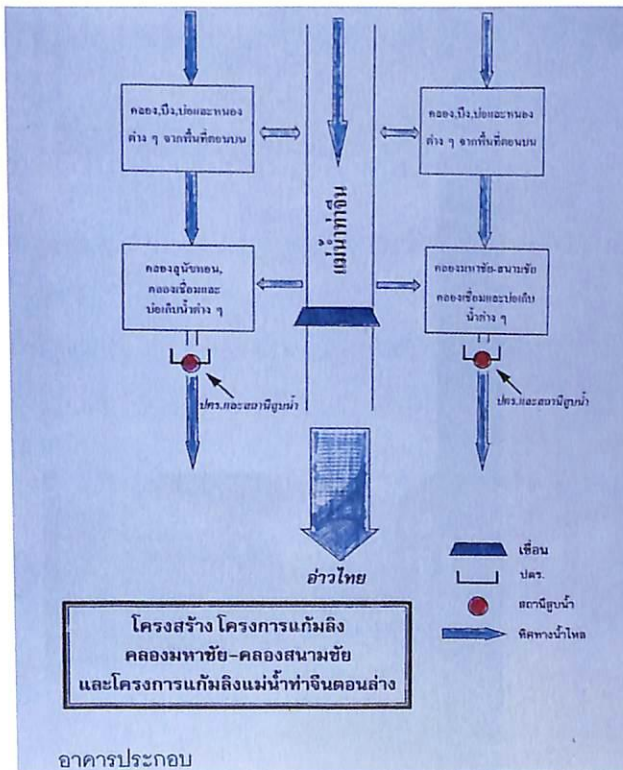 คลอง,บึง,บ่อและหนอง
ต่าง ๆ จากพื้นที่ตอนบน
คลอง,บึง,บ่อและหนอง
ต่าง ๆ จากพื้นที่ตอนบน
แม่น้ำท่าจีน
คลองสุนัขหอน,
คลองเชื่อมและ
บ่อเก็บน้ำต่าง ๆ
คลองมหาชัย-สนามชัย
คลองเชื่อมและบ่อเก็บ
น้ำต่าง ๆ
ปตร.และสถานีสูบน้ำ
ปตร.และสถานีสูบน้ำ
อ่าวไทย
เขื่อน
ปตร.
สถานีสูบน้ำ
ทิศทางน้ำไหล
โครงสร้าง โครงการแก้มลิง
คลองมหาชัย-คลองสนามชัย
และโครงการแก้มลิงแม่น้ำท่าจีนตอนล่าง
อาคารประกอบ